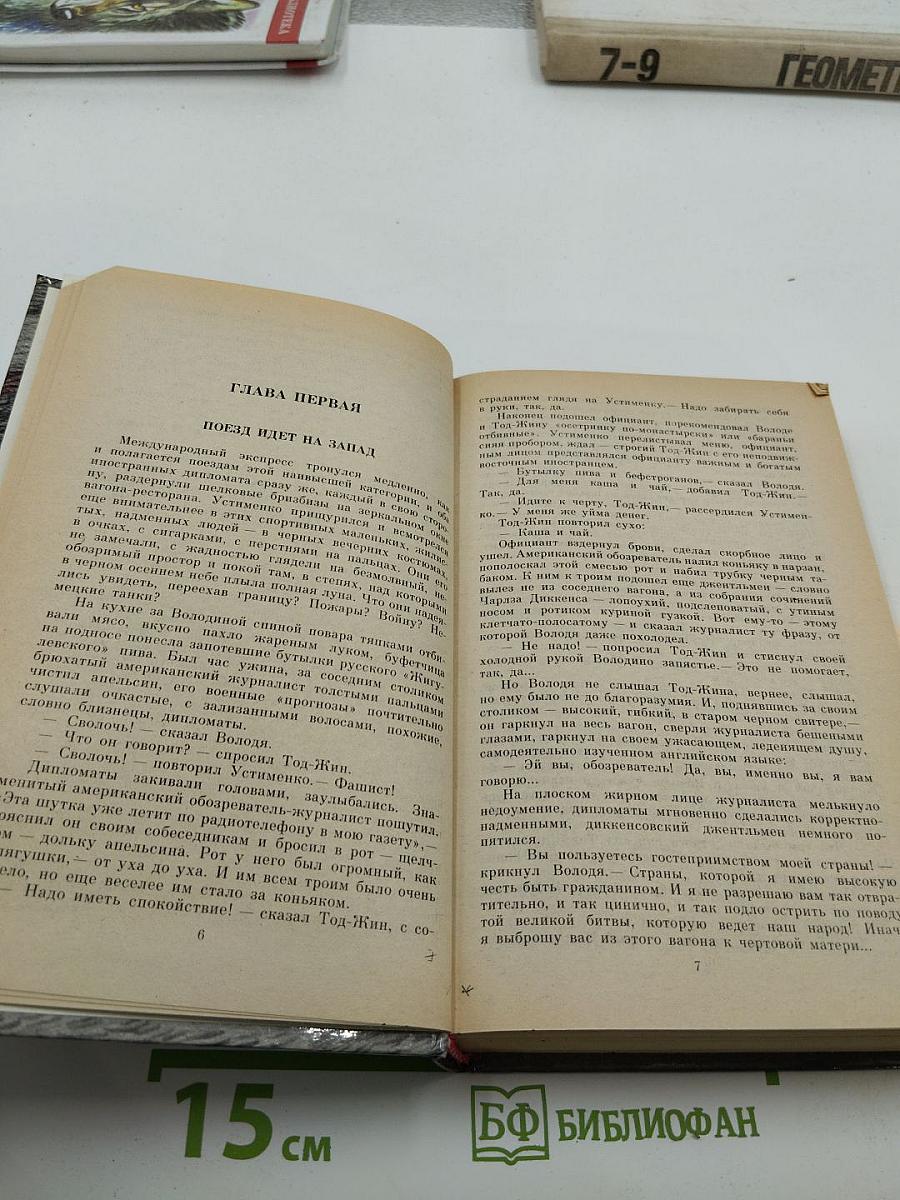 БЛИОТЕКА
7-9
ГЕОМЕТ
ГЛАВА ПЕРВАЯ
ПОЕЗД ИДЕТ НА ЗАПАД
Международный экспресс тронулся медленно, как
и полагается поездам этой наивысшей категории, и оба
иностранных дипломата сразу же, каждый в свою сторо-
ну, раздернули шелковые бризбизы на зеркальном окне
вагона-ресторана. Устименко прищурился и всмотрелся
еще внимательнее в этих спортивных маленьких, жилис-
тых, надменных людей — в черных вечерних костюмах,
в очках, с сигарками, с перстнями на пальцах. Они его
не замечали, с жадностью глядели на безмолвный, не-
обозримый простор и покой там, в степях, над которыми
в черном осеннем небе плыла полная луна. Что они надея-
лись увидеть, переехав границу? Пожары? Войну? Не-
мецкие танки?
На кухне за Володиной спиной повара тяпками отби-
вали мясо, вкусно пахло жареным луком, буфетчица
на подносе понесла запотевшие бутылки русского «Жигу-
левского» пива. Был час ужина, за соседним столиком
брюхатый американский журналист толстыми пальцами
чистил апельсин, его военные «прогнозы» почтительно
слушали очкастые, с зализанными волосами, похожие,
словно близнецы, дипломаты.
— Сволочь! — сказал Володя.
— Что он говорит? — спросил Тод-Жин.
— Сволочь! — повторил Устименко.— Фашист!
Дипломаты закивали головами, заулыбались. Зна-
менитый американский обозреватель-журналист пошутил.
«Эта шутка уже летит по радиотелефону в мою газету»,—
ояснил он своим собеседникам и бросил в рот — щелч-
ом — дольку апельсина. Рот у него был огромный, как
лягушки,— от уха до уха. И им всем троим было очень
ело, но еще веселее им стало за коньяком.
— Надо иметь спокойствие! — сказал Тод-Жин, с со-
6
страданием глядя на Устименку.— Надо забирать себя
в руки, так, да.
Наконец подошел официант, порекомендовал Володе
и Тод-Жину «осетринку по-монастырски» или «бараньи
отбивные». Устименко перелистывал меню, официант,
сияя пробором, ждал — строгий Тод-Жин с его неподвиж-
ным лицом представлялся официанту важным и богатым
восточным иностранцем.
— Бутылку пива и бефстроганов,— сказал Володя.
— Для меня каша и чай,— добавил Тод-Жин.—
Так, да.
— Идите к черту, Тод-Жин,— рассердился Устимен-
ко.— У меня же уйма денег.
Тод-Жин повторил сухо:
— Каша и чай.
Официант вздернул брови, сделал скорбное лицо и
ушел. Американский обозреватель налил коньяку в нарзан,
пополоскал этой смесью рот и набил трубку черным та-
баком. К ним к троим подошел еще джентльмен — словно
вылез не из соседнего вагона, а из собрания сочинений
Чарлза Диккенса — лопоухий, подслеповатый, с утиным
носом и ротиком куриной гузкой. Вот ему-то — этому
клетчато-полосатому — и сказал журналист ту фразу, от
которой Володя даже похолодел.
— Не надо! — попросил Тод-Жин и стиснул своей
холодной рукой Володино запястье.— Это не помогает,
так, да...
Но Володя не слышал Тод-Жина, вернее, слышал,
но ему было не до благоразумия. И, поднявшись за своим
столиком — высокий, гибкий, в старом черном свитере,—
он гаркнул на весь вагон, сверля журналиста бешеными
глазами, гаркнул на своем ужасающем, леденящем душу,
самодеятельно изученном английском языке:
— Эй вы, обозреватель! Да, вы, именно вы, я вам
говорю...
На плоском жирном лице журналиста мелькнуло
недоумение, дипломаты мгновенно сделались корректно-
надменными, диккенсовский джентльмен немного по-
пятился.
— Вы пользуетесь гостеприимством моей страны! —
крикнул Володя.— Страны, которой я имею высокую
честь быть гражданином. И я не разрешаю вам так отвра-
тительно, и так цинично, и так подло острить по поводу
той великой битвы, которую ведет наш народ! Инач
я выброшу вас из этого вагона к чертовой матери...
7
15 см
БФ БИБЛИОФАН